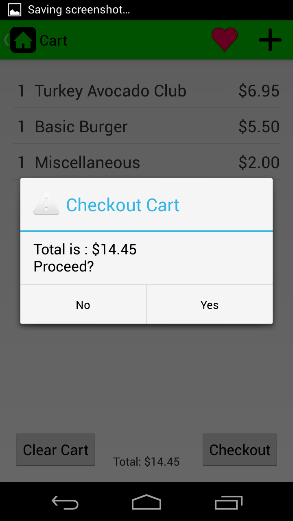 Saving screenshot...
Cart
1 Turkey Avocado Club $6.95
1 Basic Burger $5.50
1 Miscellaneous $2.00
Checkout Cart
Total is : $14.45
Proceed?
No Yes
Clear Cart Total: $14.45 Checkout